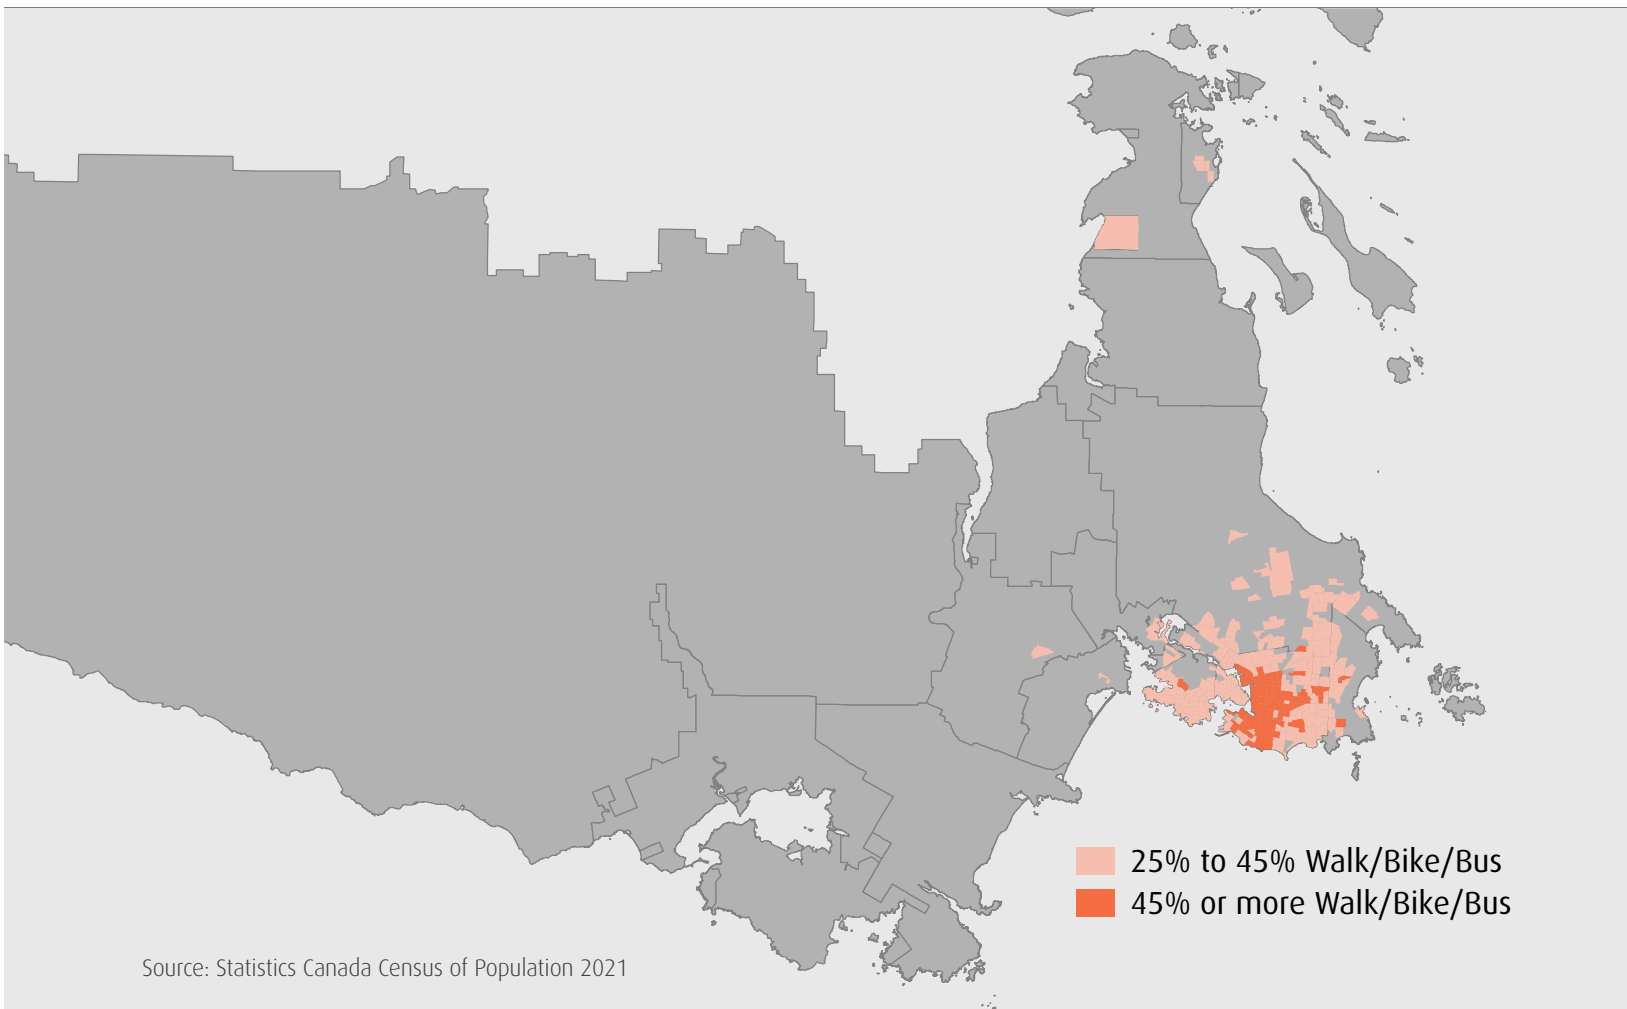 25% to 45% Walk/Bike/Bus
45% or more Walk/Bike/Bus
Source: Statistics Canada Census of Population 2021